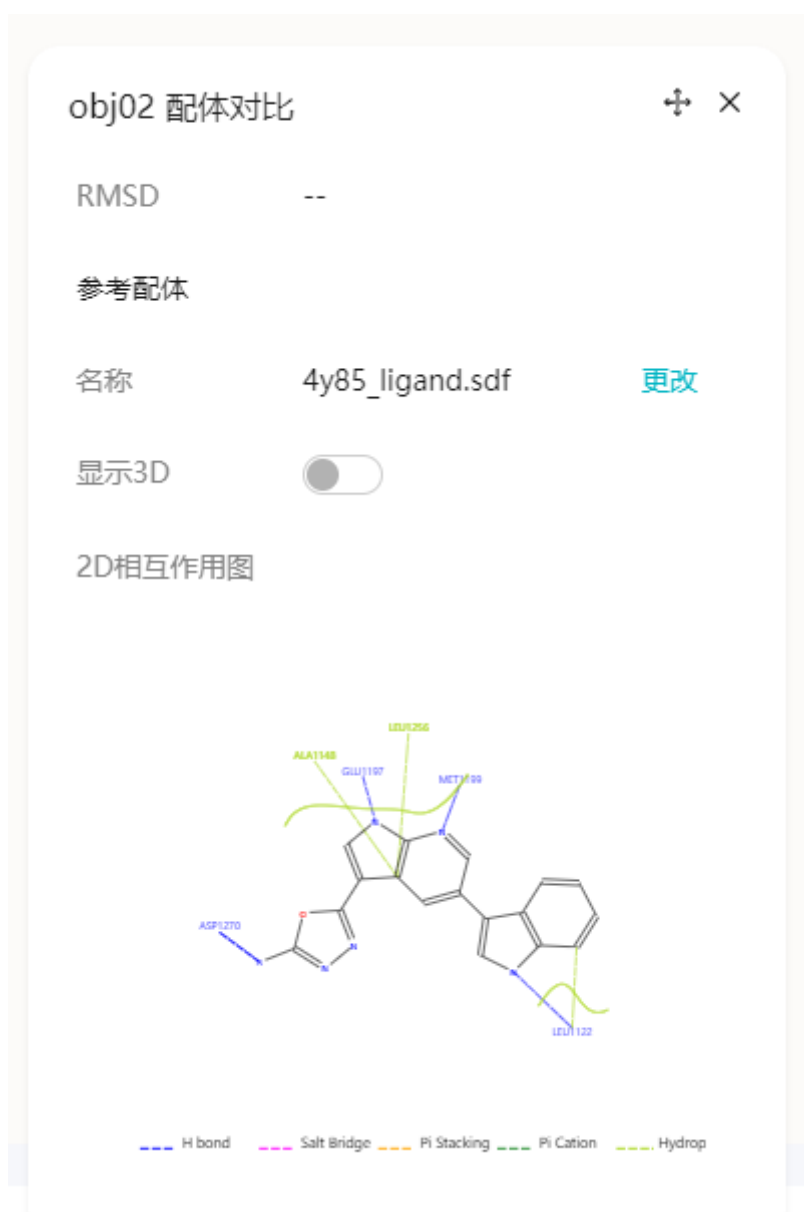 obj02 配体对比
RMSD --
参考配体
名称 4y85_ligand.sdf 更改
显示3D
2D相互作用图
LEU1256
ALA1148
GLU1197
MET1199
ASP1270
O
N
N
N
N
N
N
LEU1122
H bond Salt Bridge Pi Stacking Pi Cation Hydrop